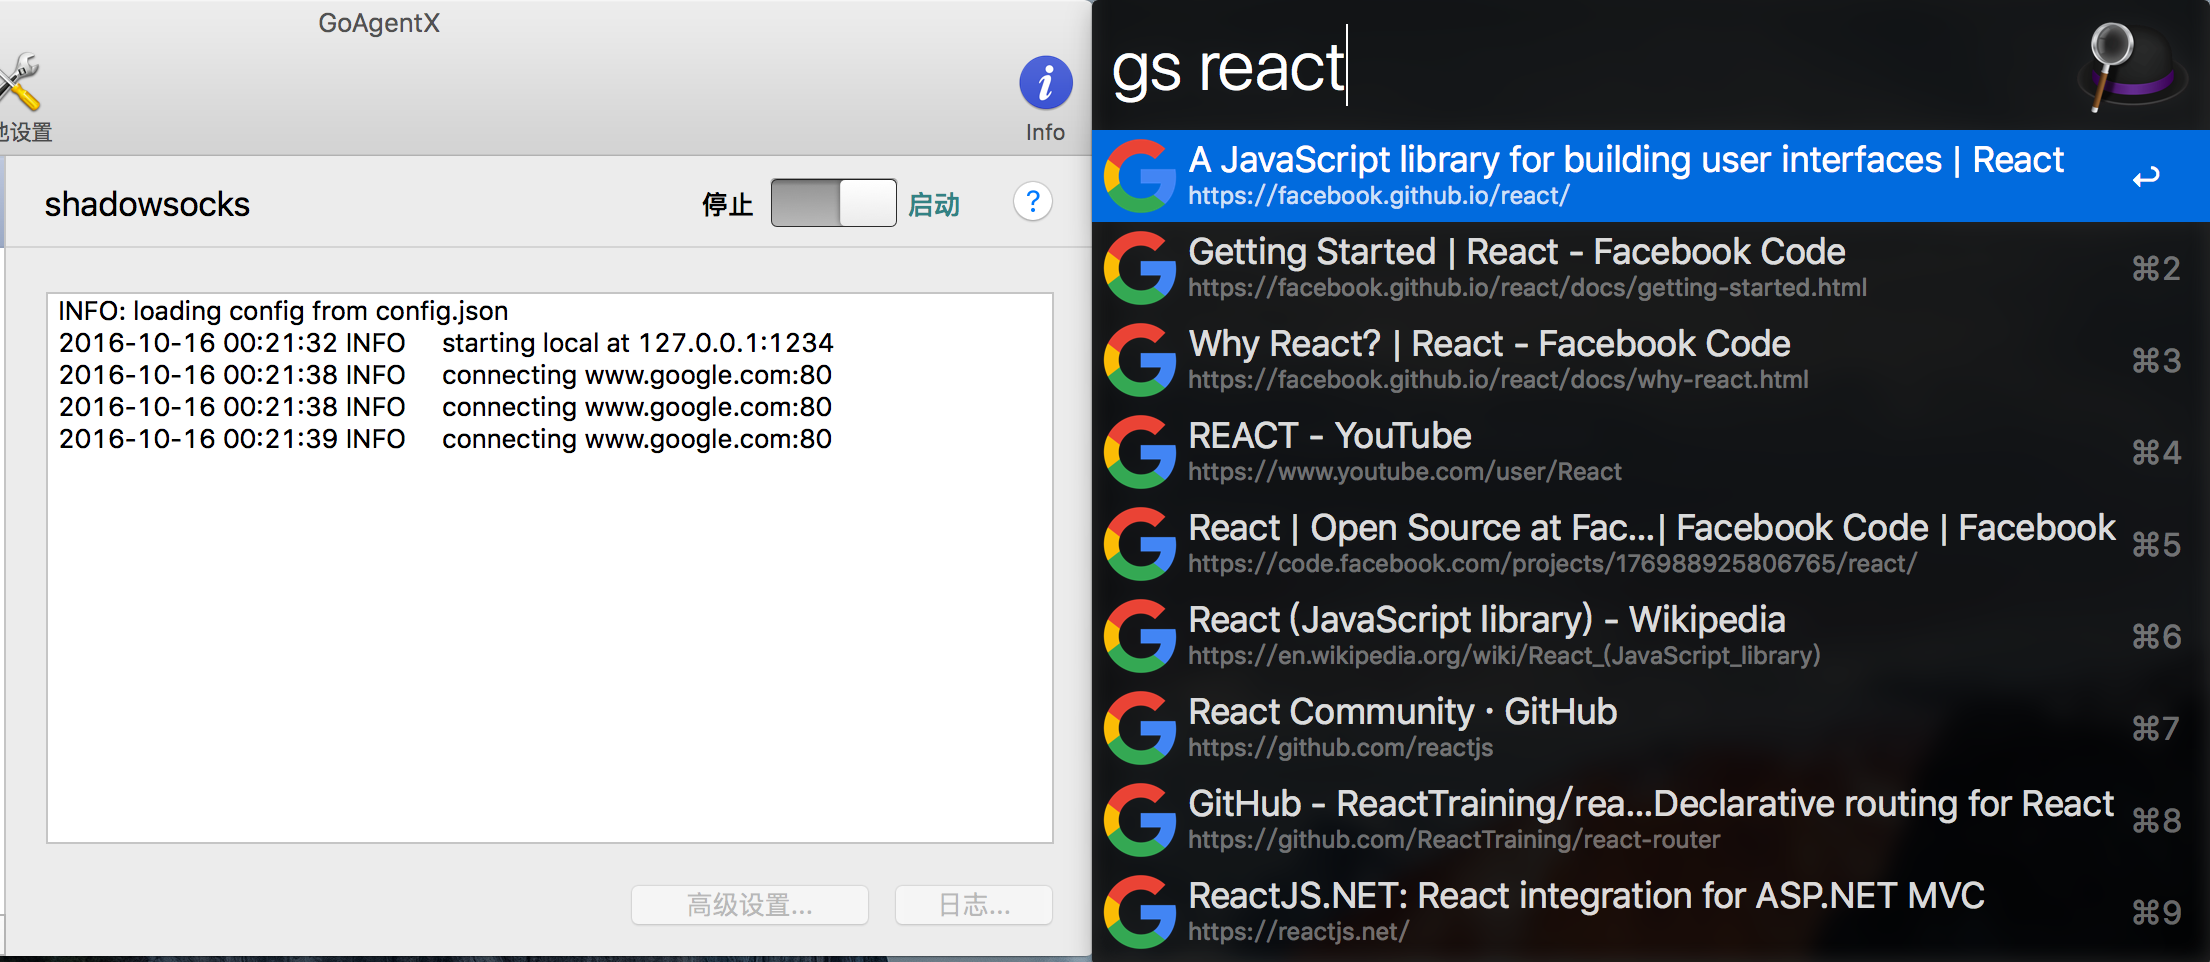 GoAgentX
也设置
Info
shadowsocks
停止
启动
?
INFO: loading config from config.json
2016-10-16 00:21:32 INFO starting local at 127.0.0.1:1234
2016-10-16 00:21:38 INFO connecting www.google.com:80
2016-10-16 00:21:38 INFO connecting www.google.com:80
2016-10-16 00:21:39 INFO connecting www.google.com:80
高级设置...
日志...
gs react
A JavaScript library for building user interfaces | React
https://facebook.github.io/react/
Getting Started | React - Facebook Code
https://facebook.github.io/react/docs/getting-started.html
⌘2
Why React? | React - Facebook Code
https://facebook.github.io/react/docs/why-react.html
⌘3
REACT - YouTube
https://www.youtube.com/user/React
⌘4
React | Open Source at Fac...| Facebook Code | Facebook
https://code.facebook.com/projects/176988925806765/react/
⌘5
React (JavaScript library) - Wikipedia
https://en.wikipedia.org/wiki/React_(JavaScript_library)
⌘6
React Community · GitHub
https://github.com/reactjs
⌘7
GitHub - ReactTraining/rea...Declarative routing for React
https://github.com/ReactTraining/react-router
⌘8
ReactJS.NET: React integration for ASP.NET MVC
https://reactjs.net/
⌘9